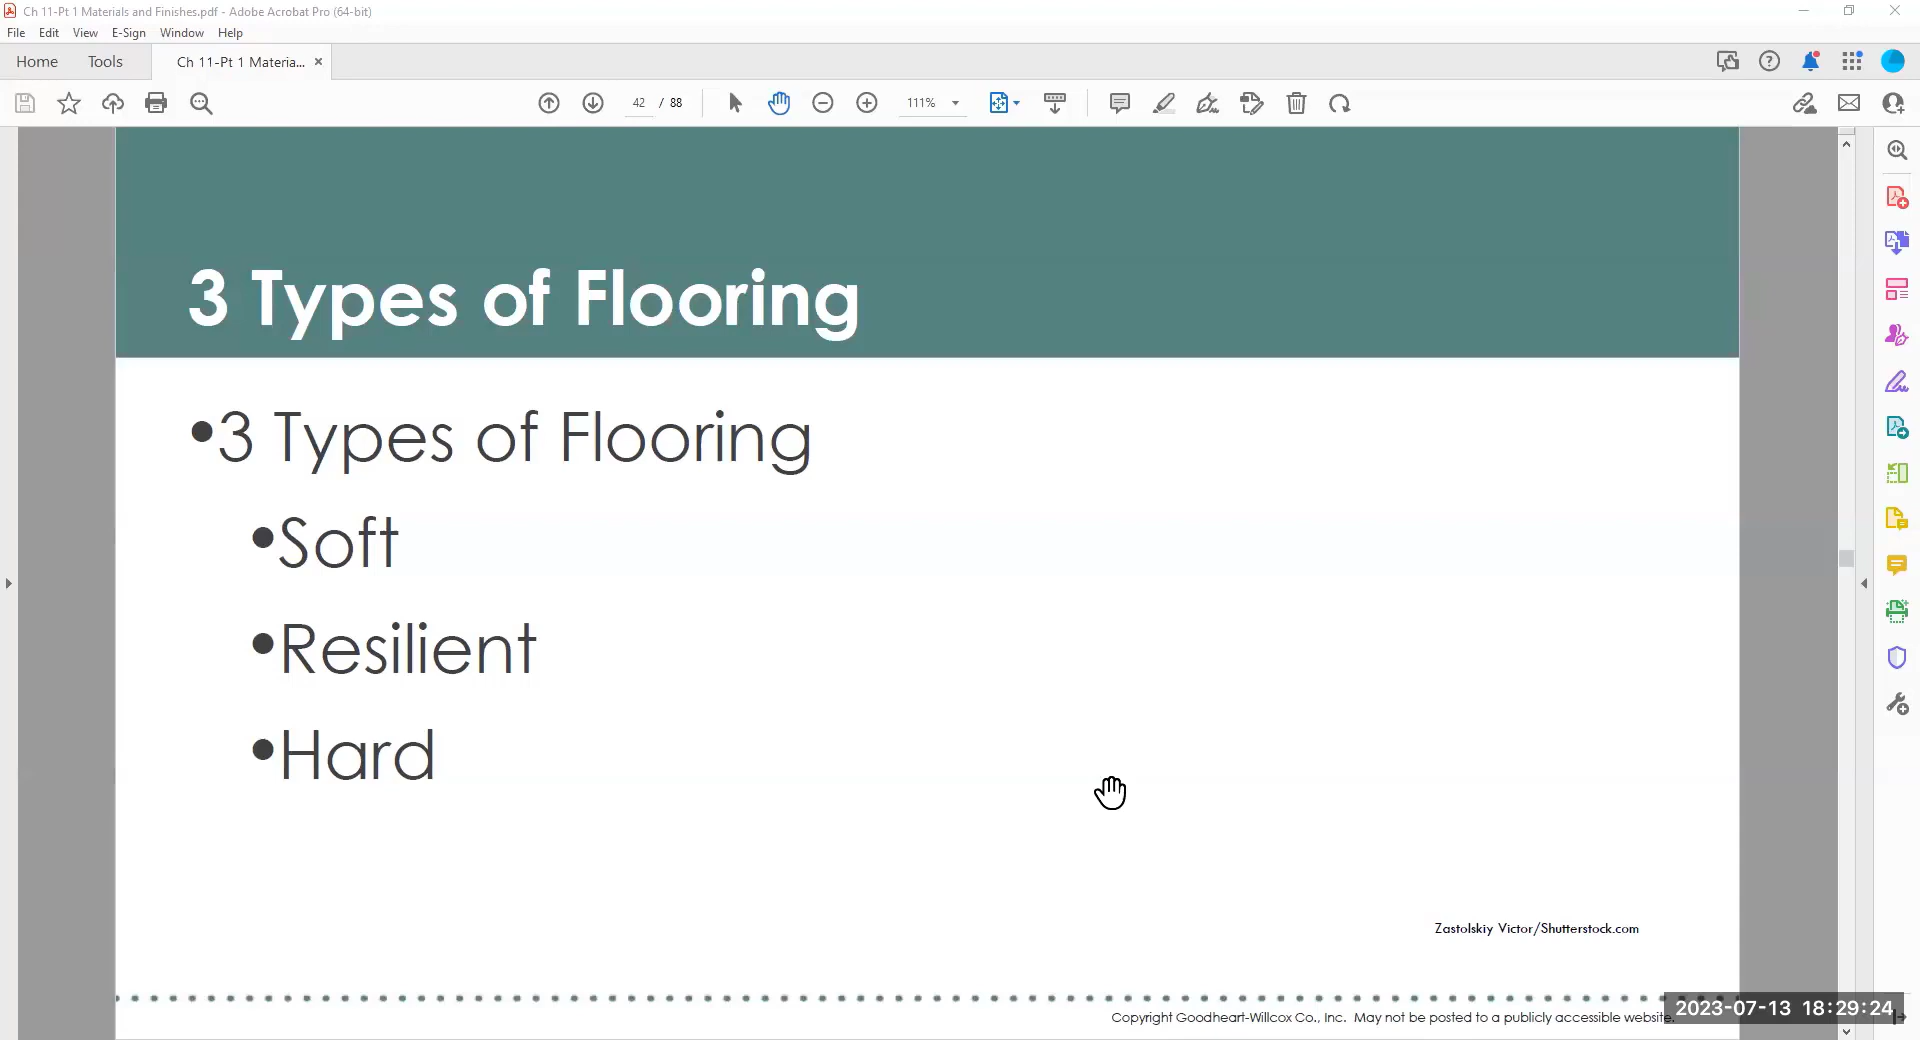 Ch 11-Pt 1 Materials and Finishes.pdf - Adobe Acrobat Pro (64-bit)
File Edit View E-Sign Window Help
Home Tools Ch 11-Pt 1 Materia... ×
42 / 88 111%
3 Types of Flooring
•3 Types of Flooring
•Soft
•Resilient
•Hard
Zastolskiy Victor/Shutterstock.com
Copyright Goodheart-Willcox Co., Inc. May not be posted to a publicly accessible website.
2023-07-13 18:29:24